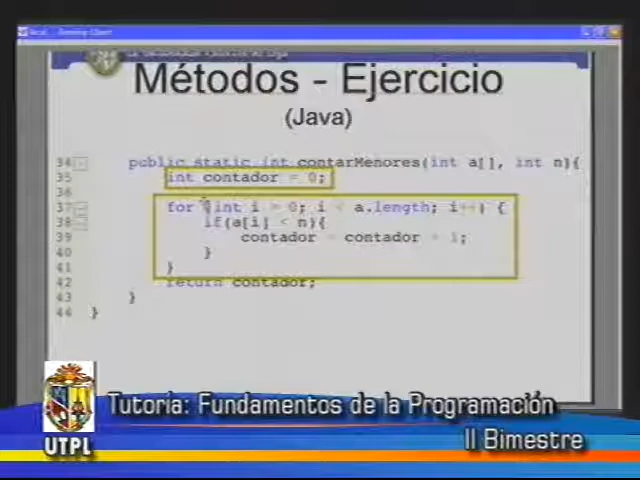 Métodos - Ejercicio
(Java)
34 public static int contarMenores(int a[], int n){
35 int contador = 0;
36
37 for (int i = 0; i < a.length; i++) {
38 if(a[i] < n){
39 contador = contador + 1;
40 }
41 }
42 return contador;
43 }
44 }
Tutoria: Fundamentos de la Programación
UTPL
II Bimestre